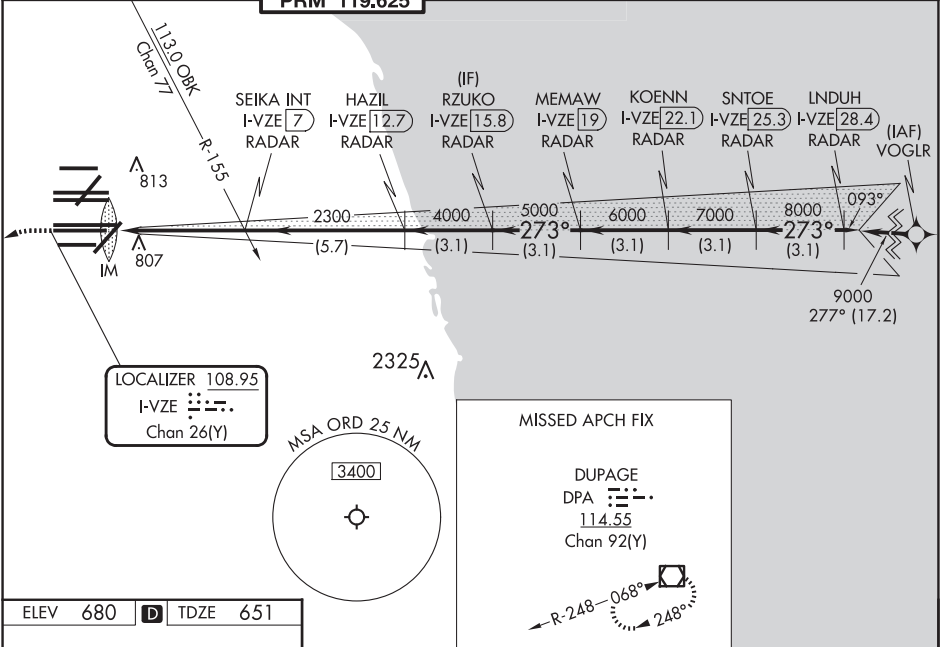 PRM 119.625
113.0 OBK
Chan 77
R-155
SEIKA INT
I-VZE 7
RADAR
HAZIL
I-VZE 12.7
RADAR
(IF)
RZUKO
I-VZE 15.8
RADAR
MEMAW
I-VZE 19
RADAR
KOENN
I-VZE 22.1
RADAR
SNTOE
I-VZE 25.3
RADAR
LNDUH
I-VZE 28.4
RADAR
(IAF)
VOGLR
813
807
IM
2300
(5.7)
4000
(3.1)
5000
273°
(3.1)
6000
(3.1)
7000
(3.1)
8000
273°
(3.1)
093°
9000
277° (17.2)
2325
LOCALIZER 108.95
I-VZE
Chan 26(Y)
MSA ORD 25 NM
3400
MISSED APCH FIX
DUPAGE
DPA
114.55
Chan 92(Y)
R-248
068°
248°
ELEV 680 D TDZE 651